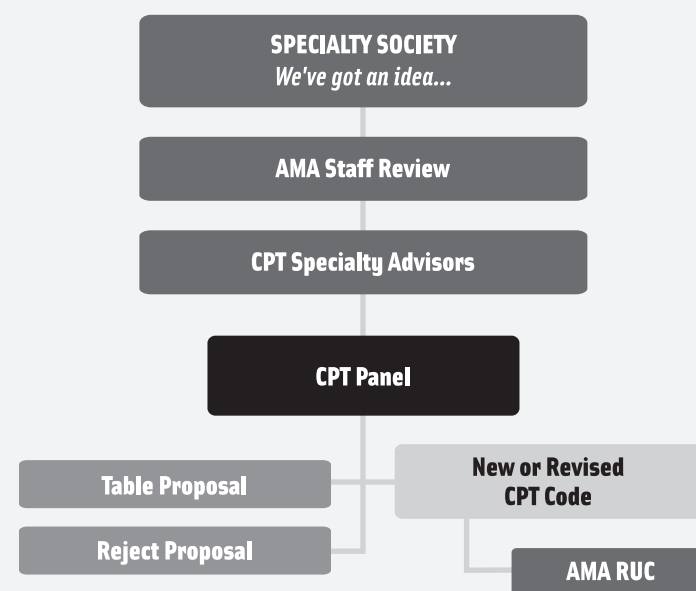 SPECIALTY SOCIETY
We've got an idea...
AMA Staff Review
CPT Specialty Advisors
CPT Panel
Table Proposal
Reject Proposal
New or Revised
CPT Code
AMA RUC